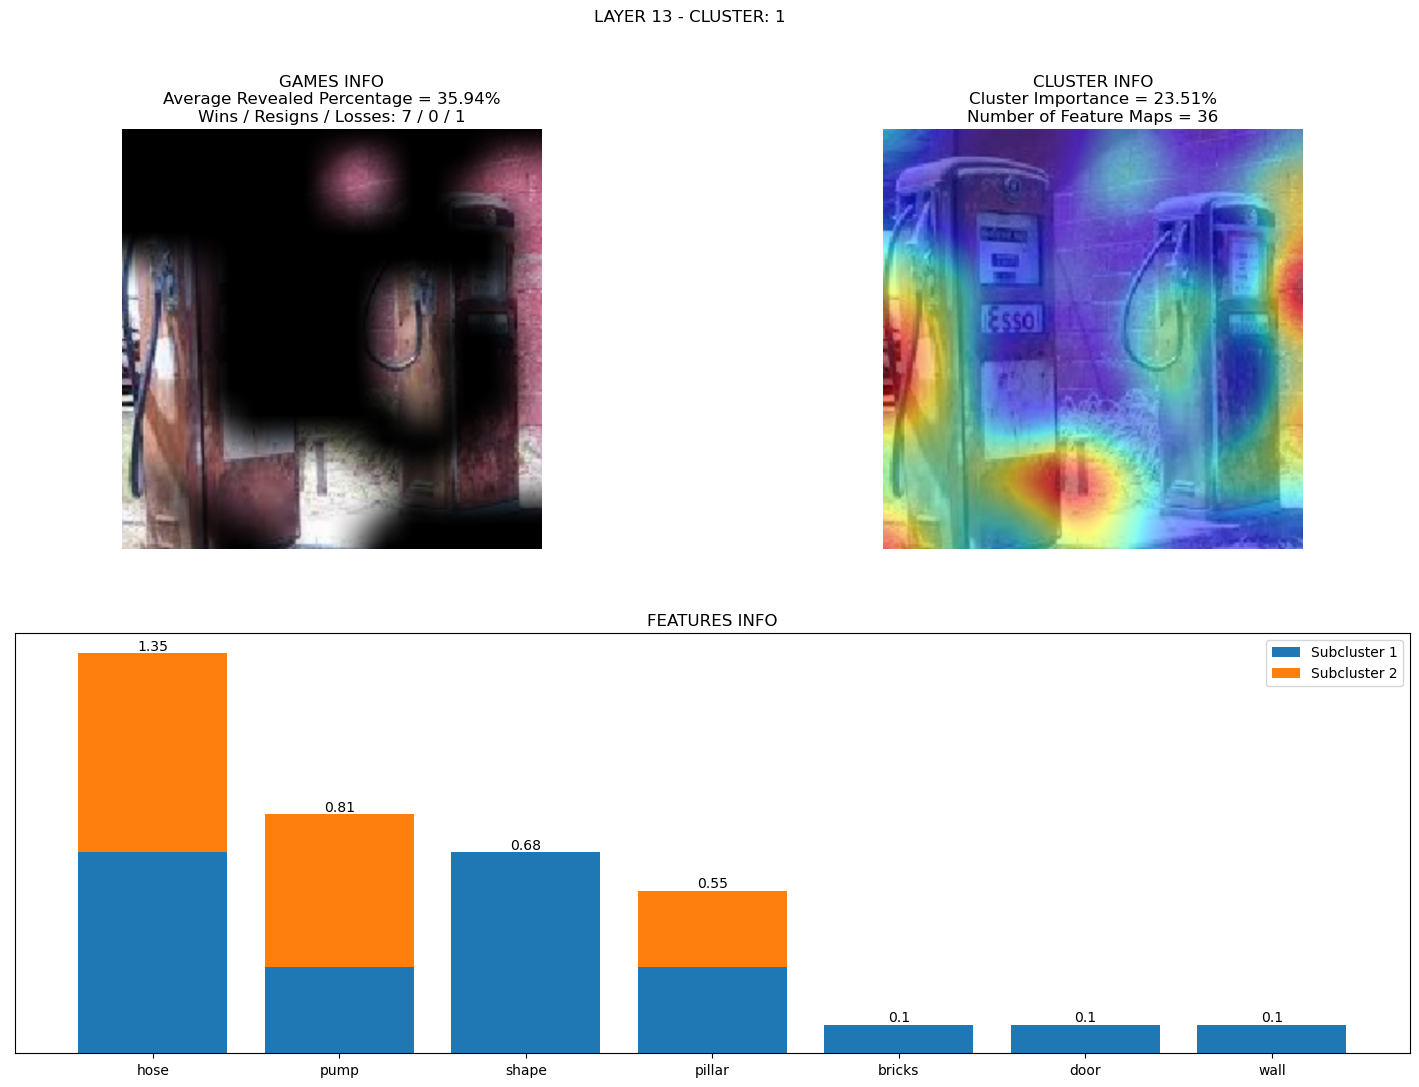 LAYER 13 - CLUSTER: 1
GAMES INFO
Average Revealed Percentage = 35.94%
Wins / Resigns / Losses: 7 / 0 / 1
CLUSTER INFO
Cluster Importance = 23.51%
Number of Feature Maps = 36
ESSO
FEATURES INFO
Subcluster 1
Subcluster 2
1.35
0.81
0.68
0.55
0.1
0.1
0.1
hose
pump
shape
pillar
bricks
door
wall